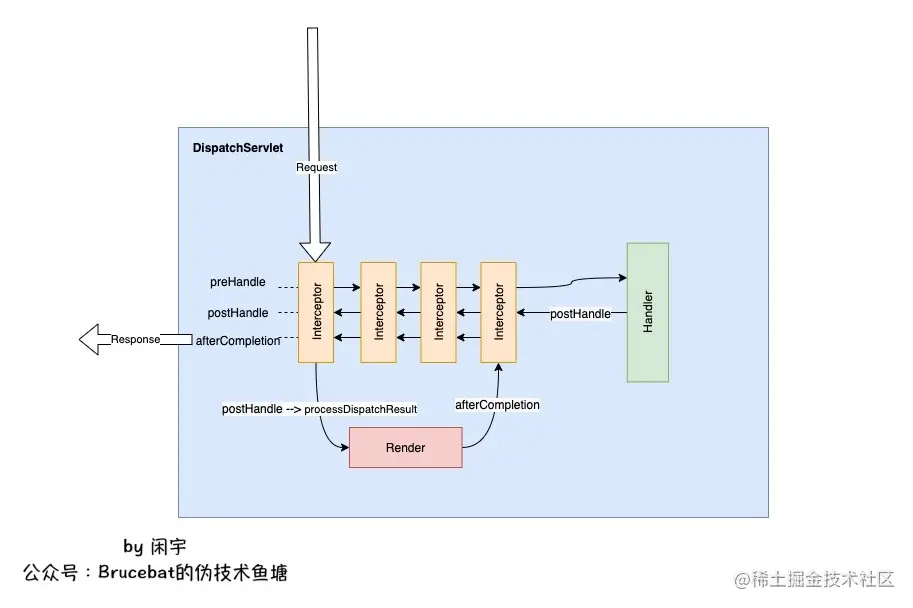 DispatchServlet
Request
preHandle
postHandle
afterCompletion
Response
Interceptor
Interceptor
Interceptor
Interceptor
Handler
postHandle
postHandle --> processDispatchResult
afterCompletion
Render
by 闲宇
公众号：Brucebat的伪技术鱼塘
@稀土掘金技术社区